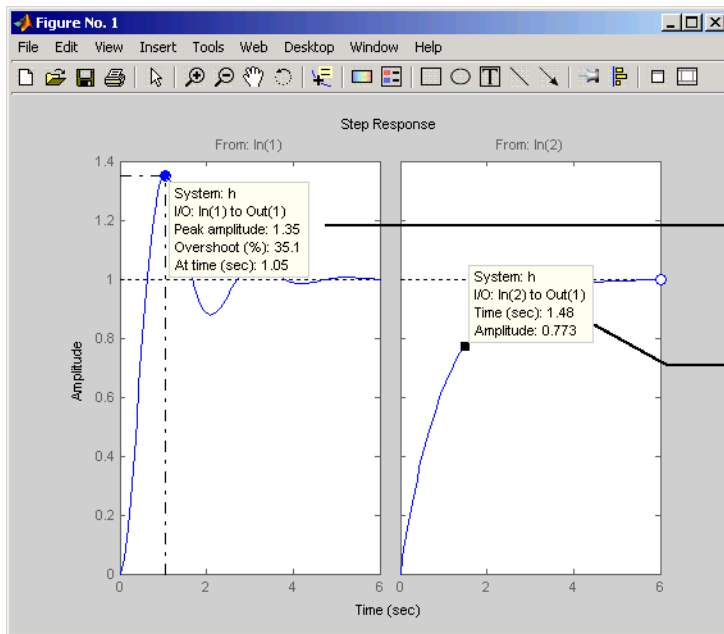 Figure No. 1
File Edit View Insert Tools Web Desktop Window Help
Step Response
From: In(1)
From: In(2)
1.4
1.2
1
0.8
0.6
0.4
0.2
0
Amplitude
System: h
I/O: In(1) to Out(1)
Peak amplitude: 1.35
Overshoot (%): 35.1
At time (sec): 1.05
System: h
I/O: In(2) to Out(1)
Time (sec): 1.48
Amplitude: 0.773
0 2 4 6
0 2 4 6
Time (sec)